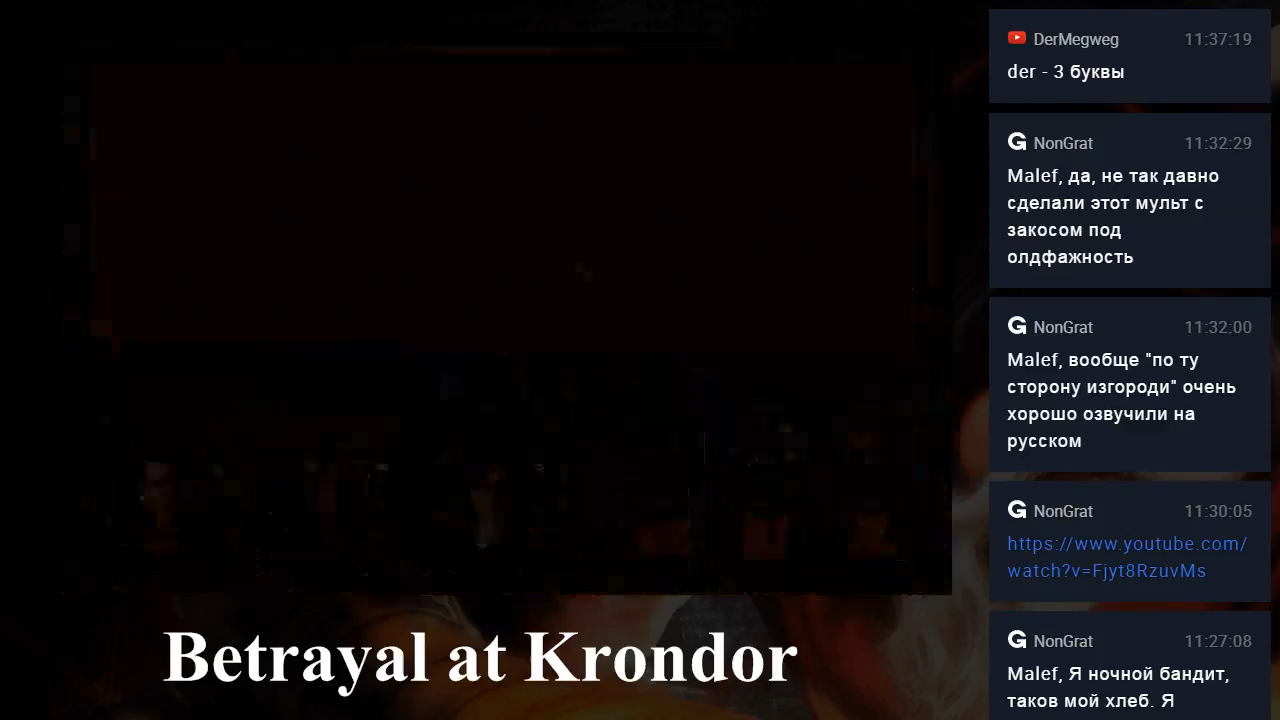 DerMegweg 11:37:19
der - 3 буквы
NonGrat 11:32:29
Malef, да, не так давно
сделали этот мульт с
закосом под
олдфажность
NonGrat 11:32:00
Malef, вообще "по ту
сторону изгороди" очень
хорошо озвучили на
русском
NonGrat 11:30:05
https://www.youtube.com/
watch?v=Fjyt8RzuvMs
NonGrat 11:27:08
Malef, Я ночной бандит,
таков мой хлеб. Я
Betrayal at Krondor